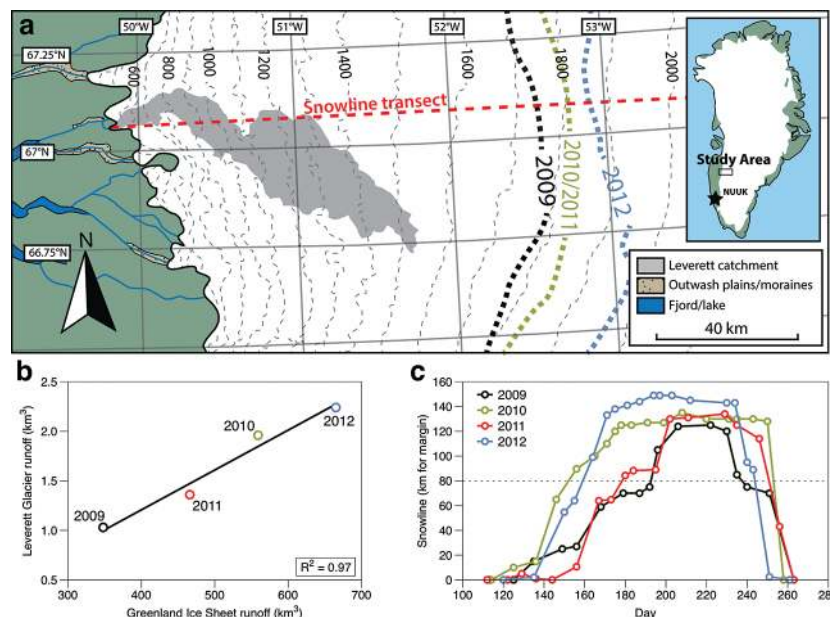 a
50°W
51°W
52°W
53°W
67.25°N
67°N
66.75°N
600
800
1000
1200
1400
1600
1800
2000
Snowline transect
2009
2010/2011
2012
N
Study Area
NUUK
Leverett catchment
Outwash plains/moraines
Fjord/lake
40 km
b
Leverett Glacier runoff (km³)
2.5
2.0
1.5
1.0
0.5
2009
2011
2010
2012
R² = 0.97
300 400 500 600 700
Greenland Ice Sheet runoff (km³)
c
Snowline (km for margin)
160
140
120
100
80
60
40
20
0
2009
2010
2011
2012
100 120 140 160 180 200 220 240 260 280
Day